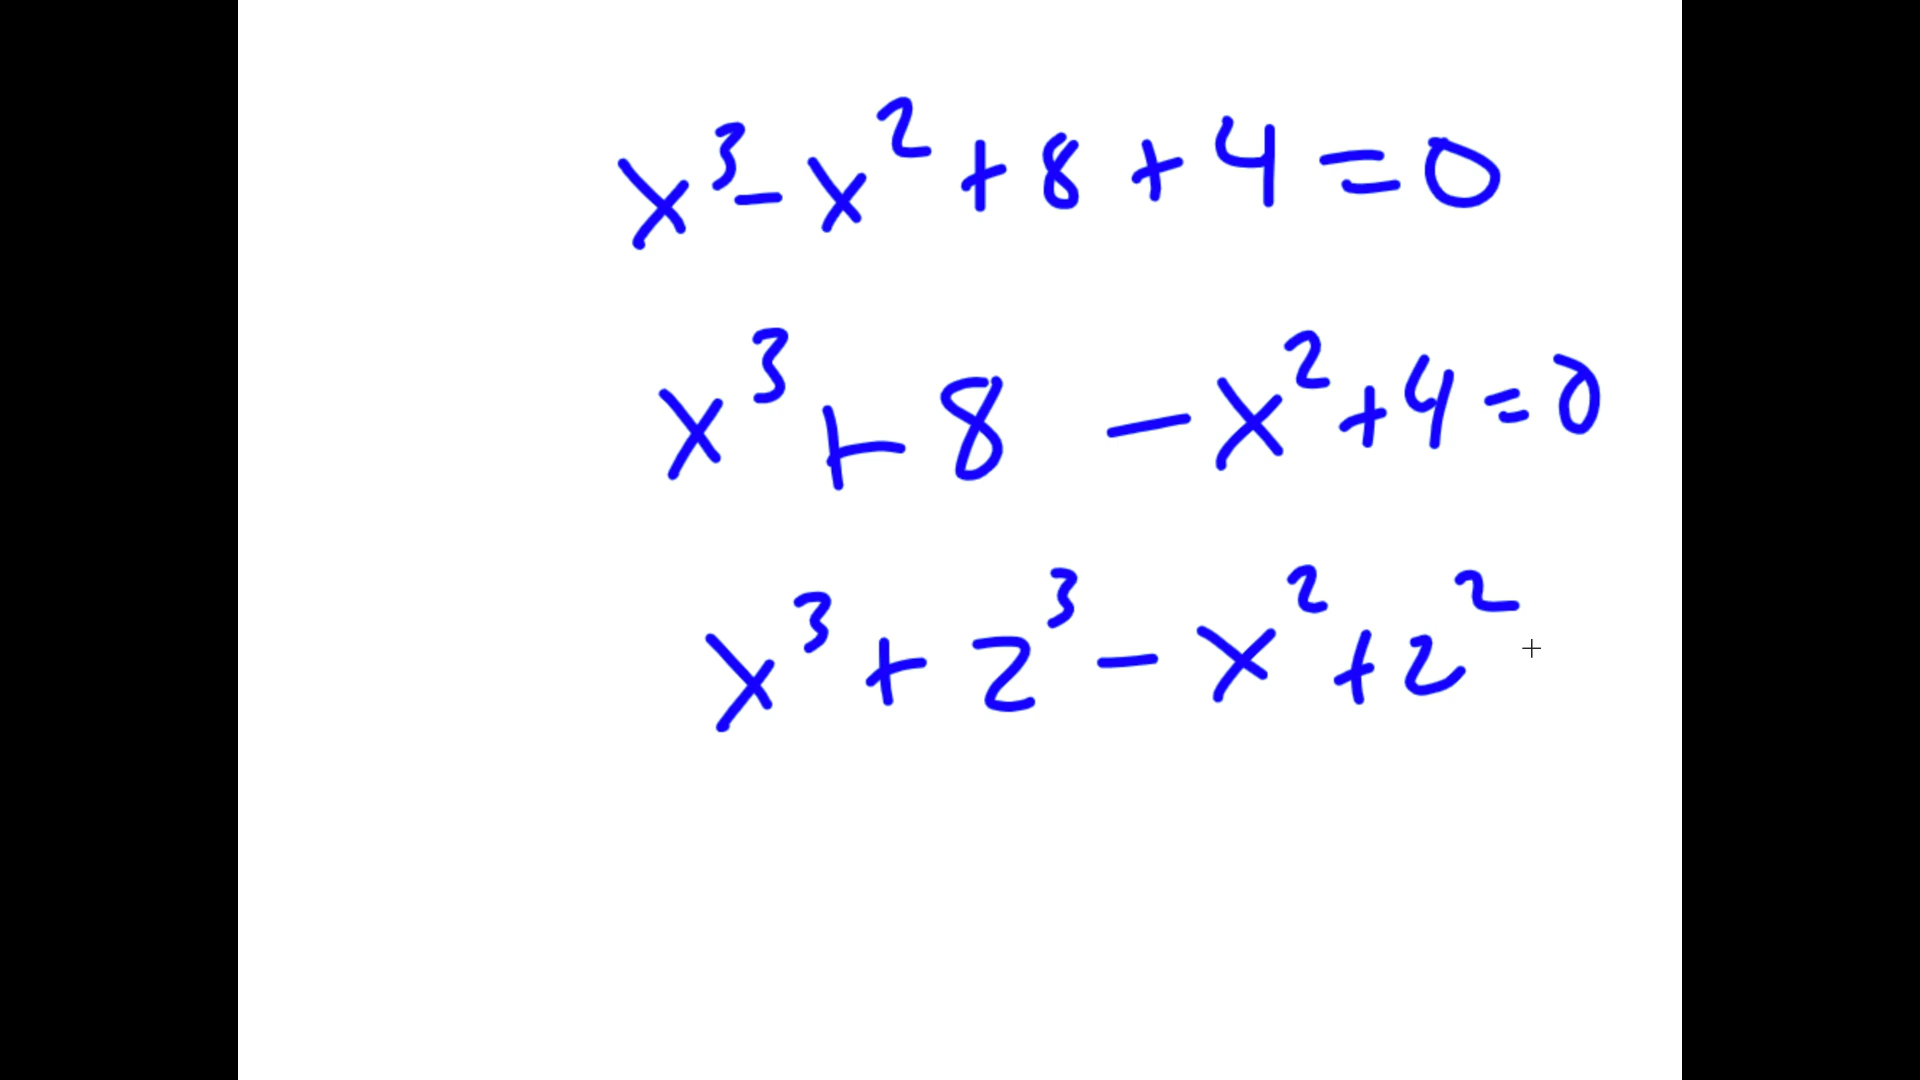 x³ - x² + 8 + 4 = 0
x³ + 8 - x² + 4 = 0
x³ + 2³ - x² + 2²